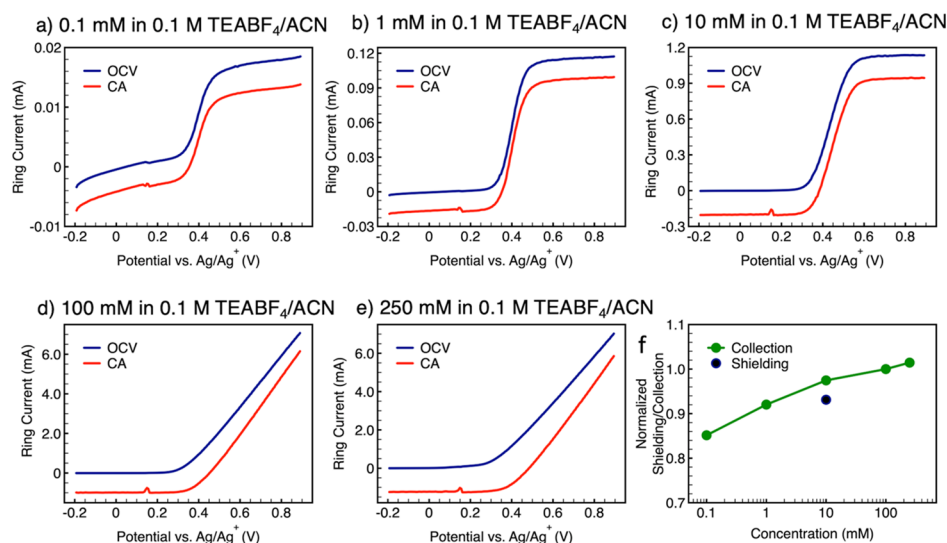 a) 0.1 mM in 0.1 M TEABF4/ACN
0.02
0.01
0
-0.01
Ring Current (mA)
OCV
CA
-0.2 0 0.2 0.4 0.6 0.8
Potential vs. Ag/Ag+ (V)
b) 1 mM in 0.1 M TEABF4/ACN
0.12
0.09
0.06
0.03
0
-0.03
Ring Current (mA)
OCV
CA
-0.2 0 0.2 0.4 0.6 0.8
Potential vs. Ag/Ag+ (V)
c) 10 mM in 0.1 M TEABF4/ACN
1.2
0.9
0.6
0.3
0
-0.3
Ring Current (mA)
OCV
CA
-0.2 0 0.2 0.4 0.6 0.8
Potential vs. Ag/Ag+ (V)
d) 100 mM in 0.1 M TEABF4/ACN
6.0
4.0
2.0
0
Ring Current (mA)
OCV
CA
-0.2 0 0.2 0.4 0.6 0.8
Potential vs. Ag/Ag+ (V)
e) 250 mM in 0.1 M TEABF4/ACN
6.0
4.0
2.0
0
Ring Current (mA)
OCV
CA
-0.2 0 0.2 0.4 0.6 0.8
Potential vs. Ag/Ag+ (V)
f
1.1
1.0
0.9
0.8
0.7
Normalized
Shielding/Collection
Collection
Shielding
0.1 1 10 100
Concentration (mM)